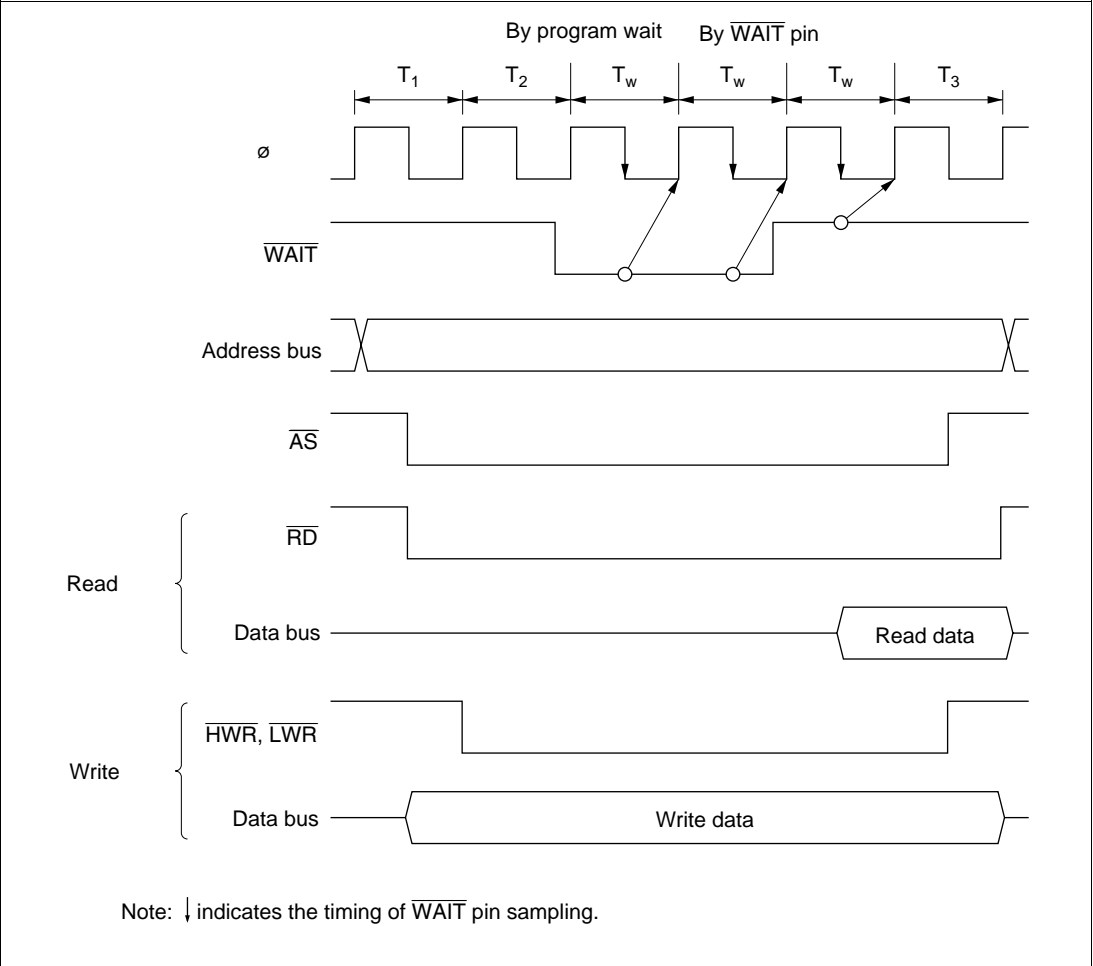 By program wait By WAIT pin
T1 T2 Tw Tw Tw T3
ø
WAIT
Address bus
AS
RD
Read
Data bus Read data
HWR, LWR
Write
Data bus Write data
Note: ↓ indicates the timing of WAIT pin sampling.